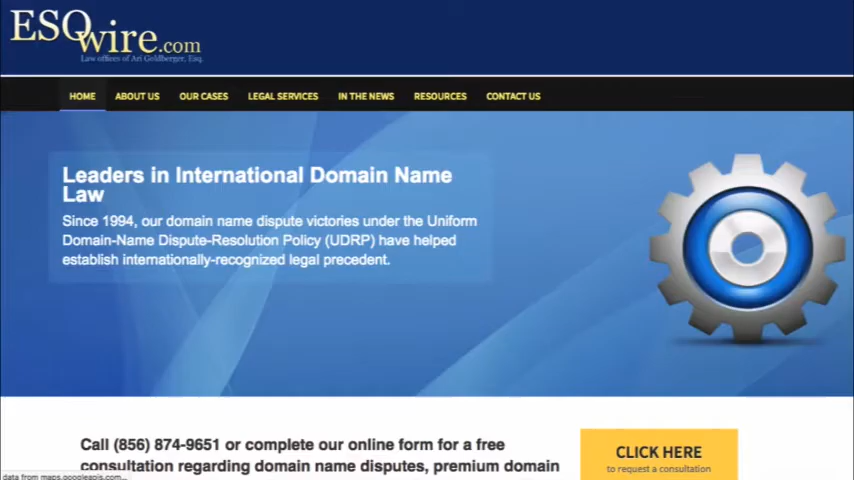 ESQwire.com
Law offices of Ari Goldberger, Esq.
HOME ABOUT US OUR CASES LEGAL SERVICES IN THE NEWS RESOURCES CONTACT US
Leaders in International Domain Name
Law
Since 1994, our domain name dispute victories under the Uniform
Domain-Name Dispute-Resolution Policy (UDRP) have helped
establish internationally-recognized legal precedent.
Call (856) 874-9651 or complete our online form for a free
consultation regarding domain name disputes, premium domain
CLICK HERE
to request a consultation
data from maps.googleapis.com...